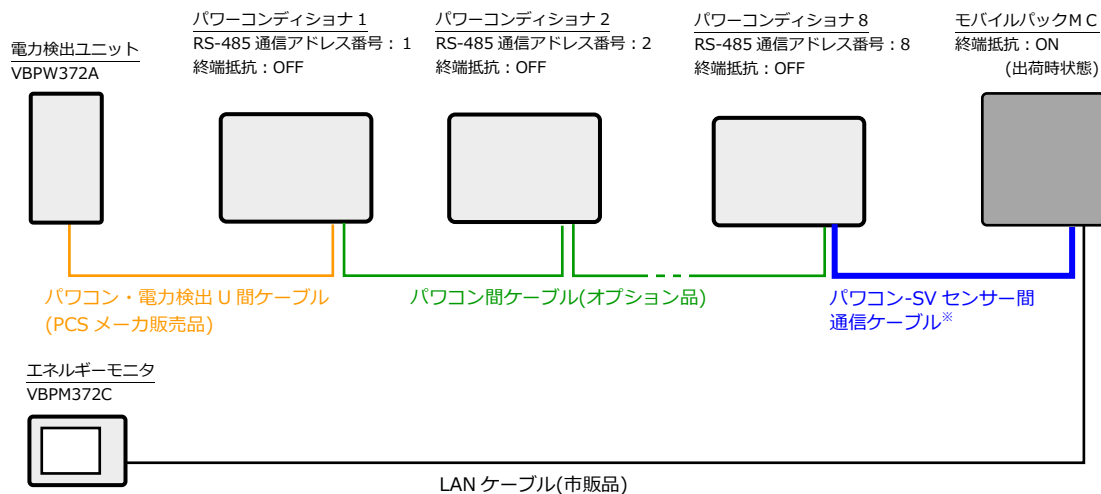 電力検出ユニット
VBPW372A
パワーコンディショナ 1
RS-485 通信アドレス番号：1
終端抵抗：OFF
パワーコンディショナ 2
RS-485 通信アドレス番号：2
終端抵抗：OFF
パワーコンディショナ 8
RS-485 通信アドレス番号：8
終端抵抗：OFF
モバイルパックＭＣ
終端抵抗：ON
(出荷時状態)
パワコン・電力検出 U 間ケーブル
(PCS メーカ販売品)
パワコン間ケーブル(オプション品)
パワコン-SV センサー間
通信ケーブル※
エネルギーモニタ
VBPM372C
LAN ケーブル(市販品)